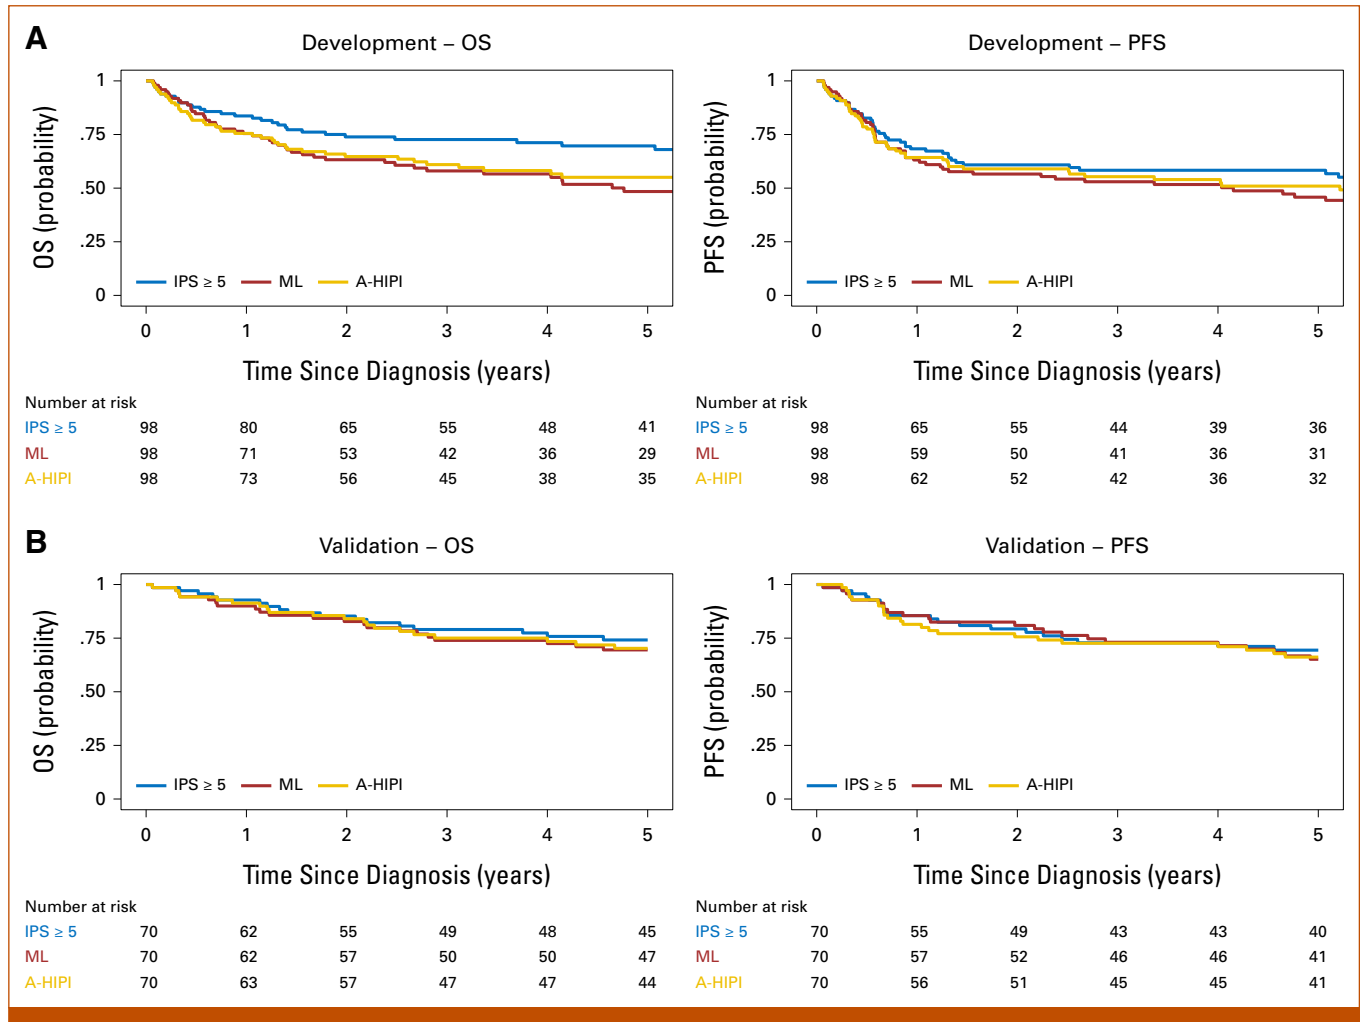 A
Development – OS
OS (probability)
1
.75
.50
.25
0
IPS ≥ 5 ML A-HIPI
0 1 2 3 4 5
Time Since Diagnosis (years)
Number at risk
IPS ≥ 5 98 80 65 55 48 41
ML 98 71 53 42 36 29
A-HIPI 98 73 56 45 38 35
Development – PFS
PFS (probability)
1
.75
.50
.25
0
IPS ≥ 5 ML A-HIPI
0 1 2 3 4 5
Time Since Diagnosis (years)
Number at risk
IPS ≥ 5 98 65 55 44 39 36
ML 98 59 50 41 36 31
A-HIPI 98 62 52 42 36 32
B
Validation – OS
OS (probability)
1
.75
.50
.25
0
IPS ≥ 5 ML A-HIPI
0 1 2 3 4 5
Time Since Diagnosis (years)
Number at risk
IPS ≥ 5 70 62 55 49 48 45
ML 70 62 57 50 50 47
A-HIPI 70 63 57 47 47 44
Validation – PFS
PFS (probability)
1
.75
.50
.25
0
IPS ≥ 5 ML A-HIPI
0 1 2 3 4 5
Time Since Diagnosis (years)
Number at risk
IPS ≥ 5 70 55 49 43 43 40
ML 70 57 52 46 46 41
A-HIPI 70 56 51 45 45 41